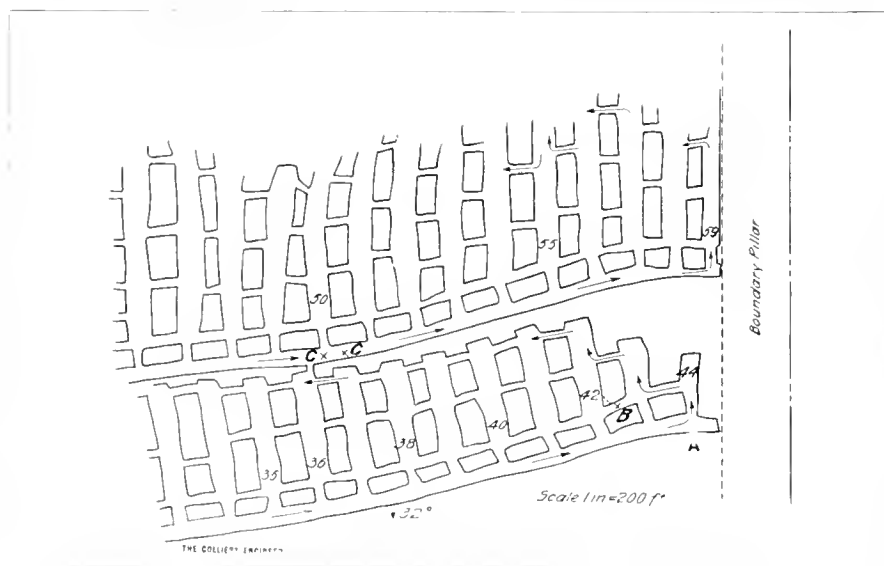 59
55
50
Boundary Pillar
C × × C
44
42
B
40
38
36
35
Scale 1 in = 200 ft
32°
THE COLLIERY ENGINEER